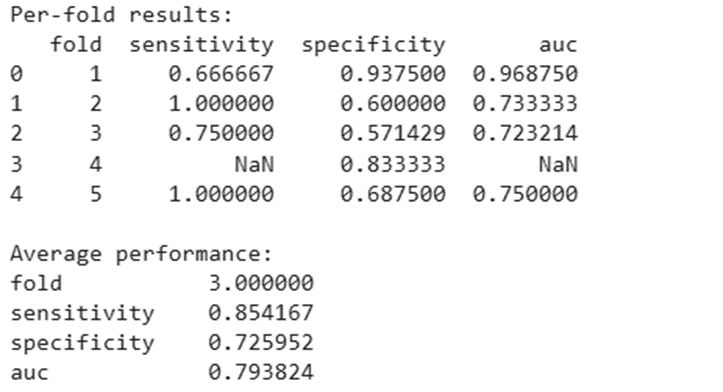 Per-fold results:
   fold  sensitivity  specificity       auc
0     1     0.666667     0.937500  0.968750
1     2     1.000000     0.600000  0.733333
2     3     0.750000     0.571429  0.723214
3     4          NaN     0.833333       NaN
4     5     1.000000     0.687500  0.750000

Average performance:
fold           3.000000
sensitivity    0.854167
specificity    0.725952
auc            0.793824